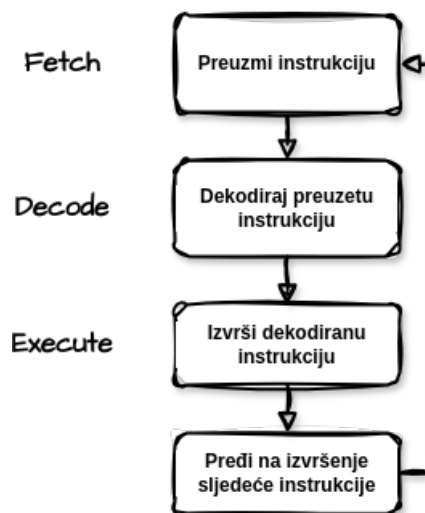 Fetch
Preuzmi instrukciju
Decode
Dekodiraj preuzetu
instrukciju
Execute
Izvrši dekodiranu
instrukciju
Pređi na izvršenje
sljedeće instrukcije